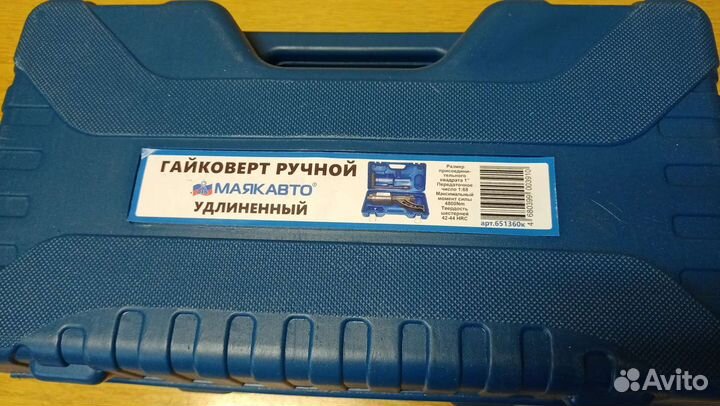 ГАЙКОВЕРТ РУЧНОЙ
МАЯКАВТО®
УДЛИНЕННЫЙ
Размер
присоедини-
тельного
квадрата 1"
Передаточное
число 1:68
Максимальный
момент силы
4800Nm
Твердость
шестерней
42-44 HRC
арт.651360к
Avito